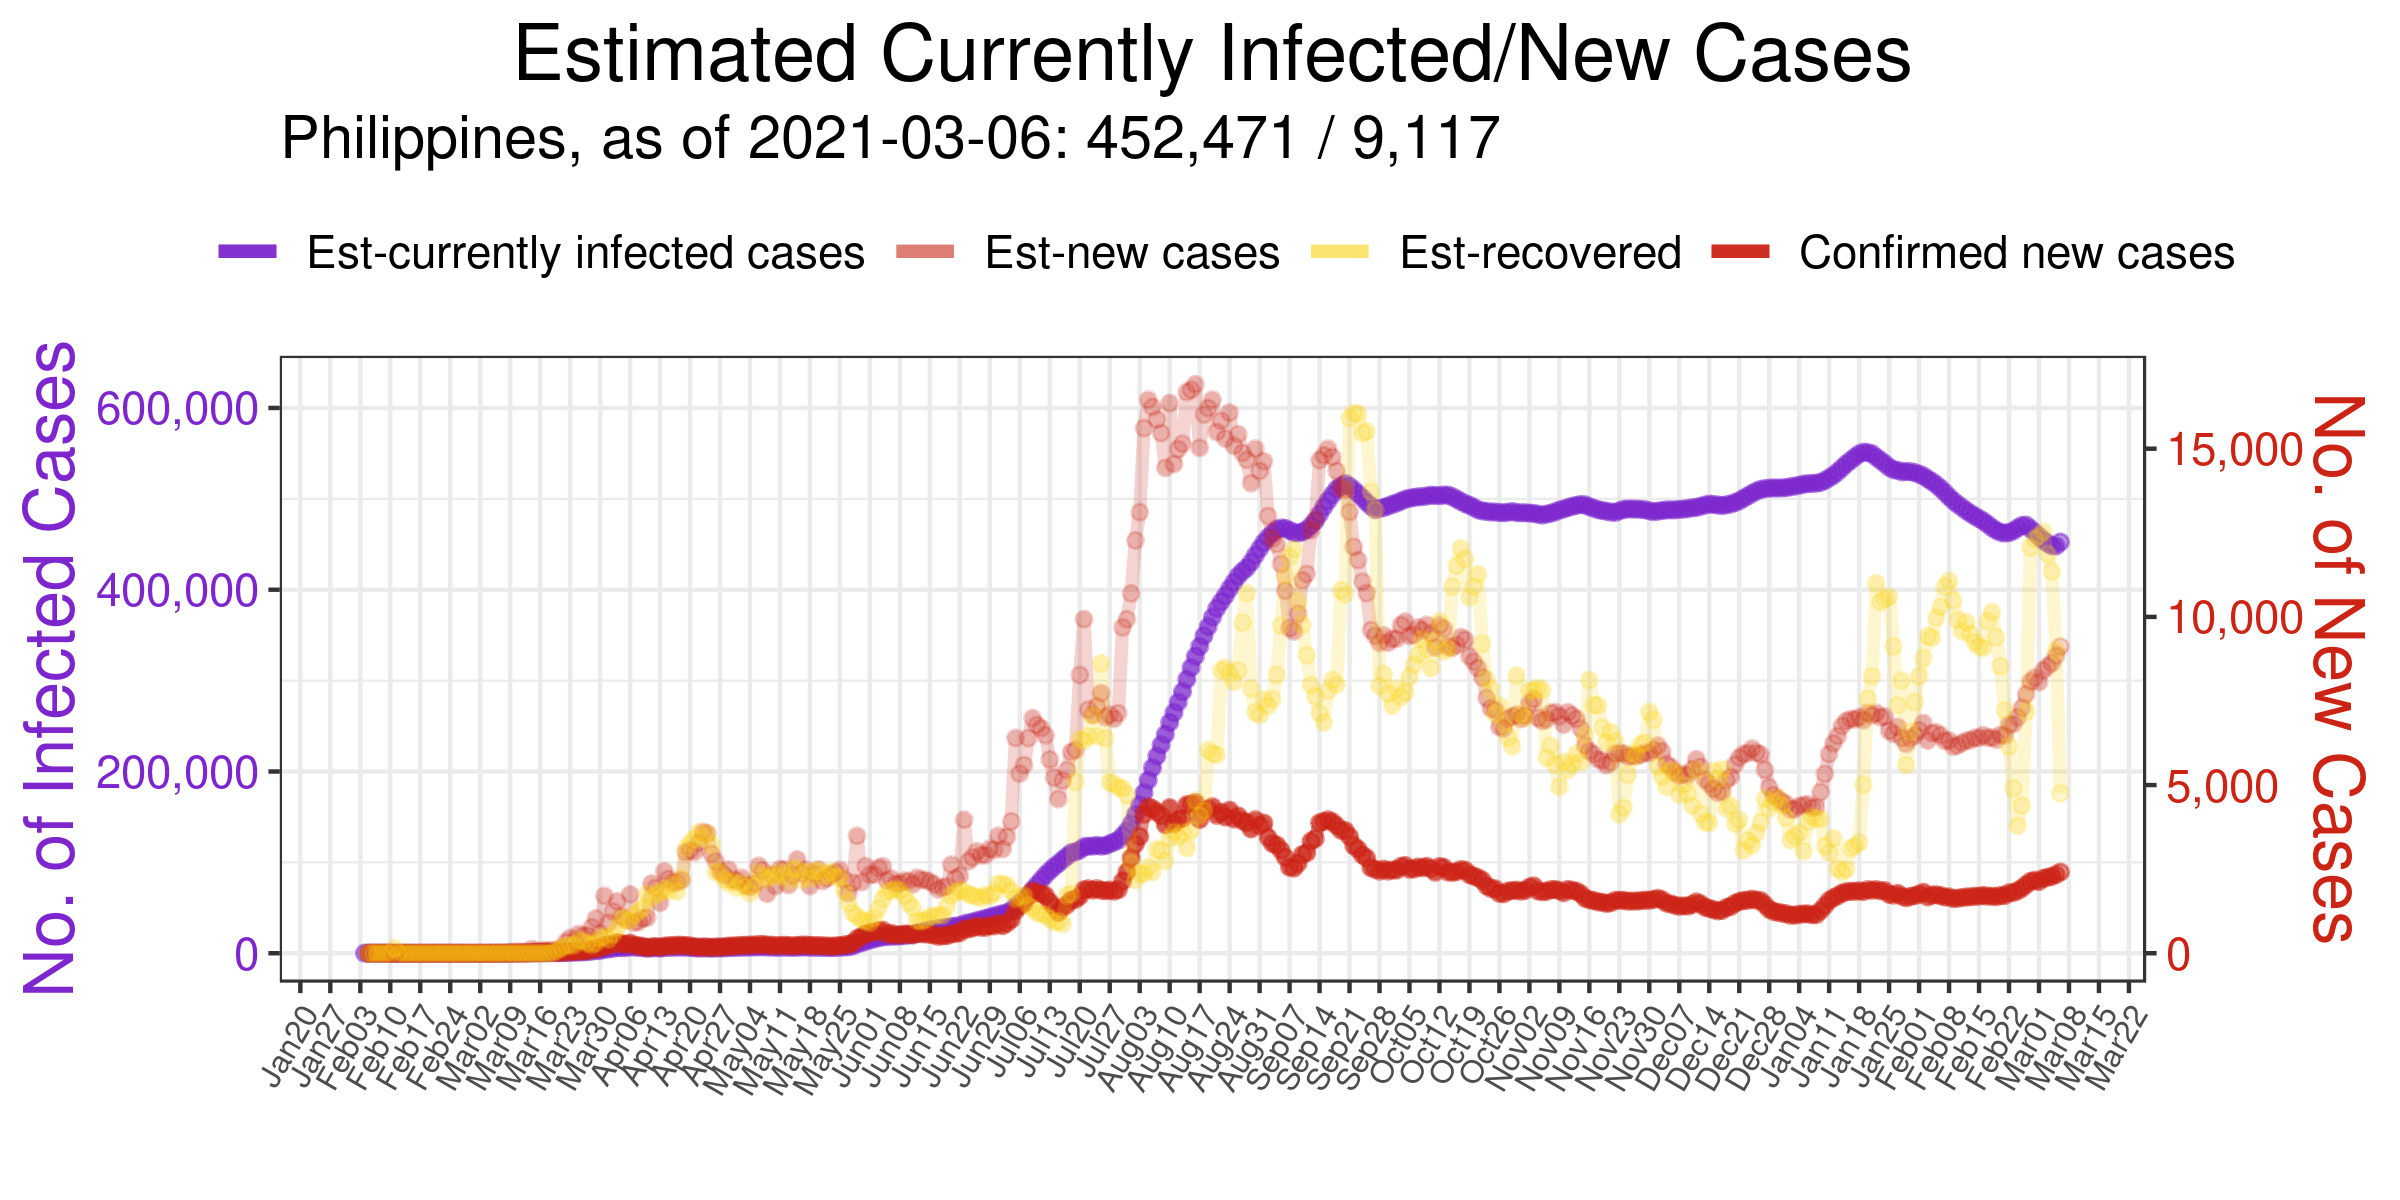 Estimated Currently Infected/New Cases
Philippines, as of 2021-03-06: 452,471 / 9,117
Est-currently infected cases Est-new cases Est-recovered Confirmed new cases
No. of Infected Cases
600,000
400,000
200,000
0
15,000
10,000
5,000
0
No. of New Cases
Jan20 Jan27 Feb03 Feb10 Feb17 Feb24 Mar02 Mar09 Mar16 Mar23 Mar30 Apr06 Apr13 Apr20 Apr27 May04 May11 May18 May25 Jun01 Jun08 Jun15 Jun22 Jun29 Jul06 Jul13 Jul20 Jul27 Aug03 Aug10 Aug17 Aug24 Aug31 Sep07 Sep14 Sep21 Sep28 Oct05 Oct12 Oct19 Oct26 Nov02 Nov09 Nov16 Nov23 Nov30 Dec07 Dec14 Dec21 Dec28 Jan04 Jan11 Jan18 Jan25 Feb01 Feb08 Feb15 Feb22 Mar01 Mar08 Mar15 Mar22